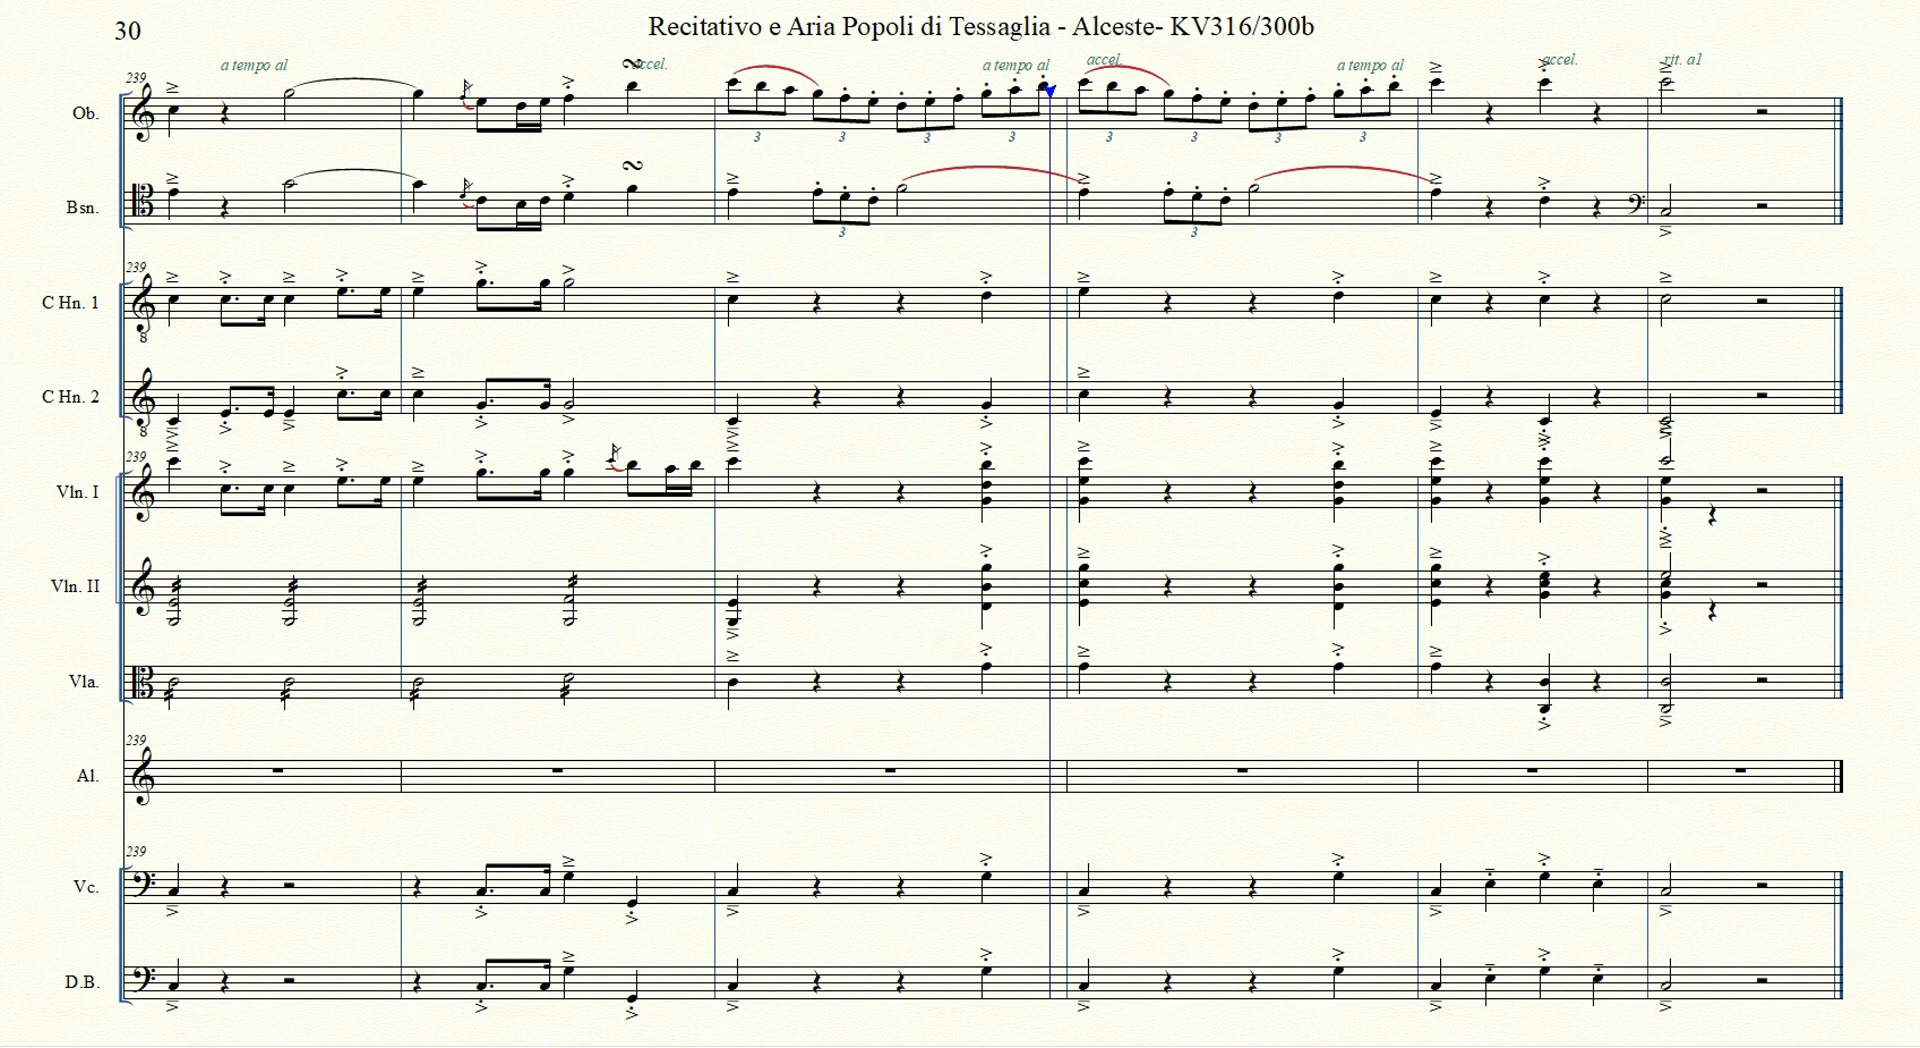 30
Recitativo e Aria Popoli di Tessaglia - Alceste- KV316/300b
a tempo al accel. a tempo al accel. a tempo al accel. rit. al
239
Ob.
3 3 3 3 3 3 3 3
Bsn.
3 3
239
C Hn. 1
8
C Hn. 2
8
239
Vln. I
Vln. II
Vla.
239
Al.
239
Vc.
D.B.